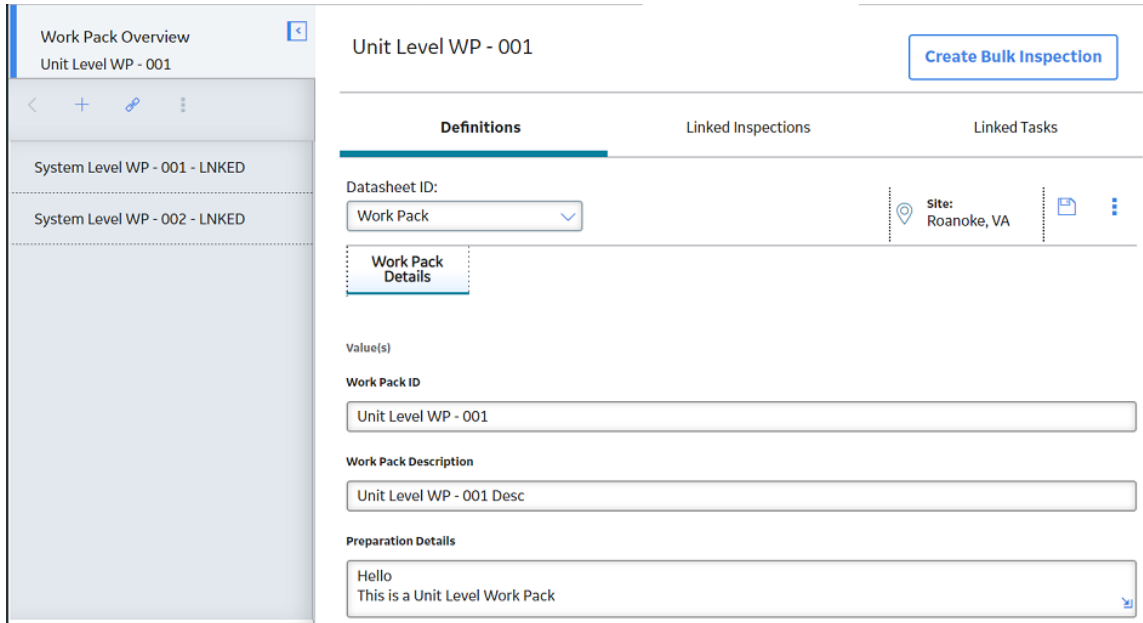 Work Pack Overview
Unit Level WP - 001
System Level WP - 001 - LNKED
System Level WP - 002 - LNKED
Unit Level WP - 001
Create Bulk Inspection
Definitions
Linked Inspections
Linked Tasks
Datasheet ID:
Work Pack
Site:
Roanoke, VA
Work Pack
Details
Value(s)
Work Pack ID
Unit Level WP - 001
Work Pack Description
Unit Level WP - 001 Desc
Preparation Details
Hello
This is a Unit Level Work Pack